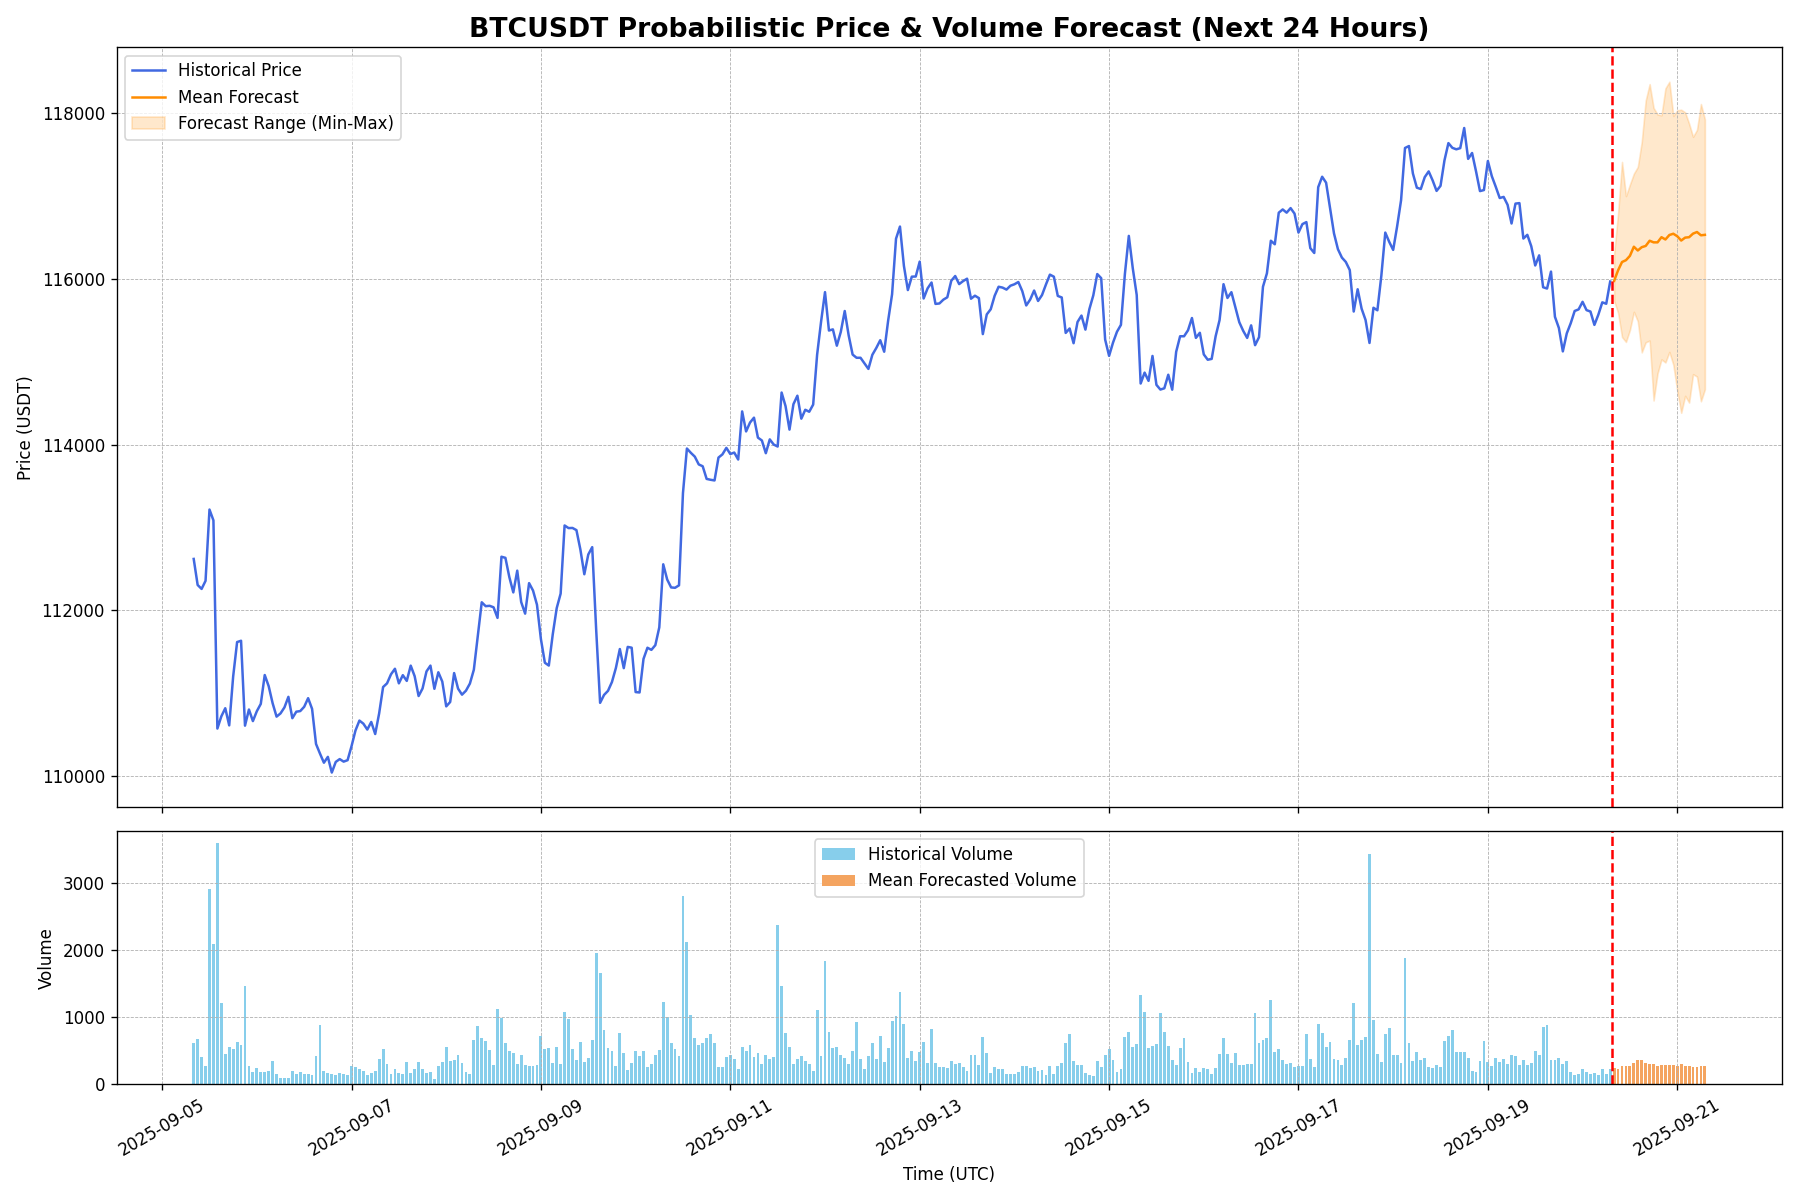 BTCUSDT Probabilistic Price & Volume Forecast (Next 24 Hours)
Historical Price
Mean Forecast
Forecast Range (Min-Max)
118000
116000
114000
112000
110000
Price (USDT)
Historical Volume
Mean Forecasted Volume
3000
2000
1000
0
Volume
2025-09-05
2025-09-07
2025-09-09
2025-09-11
2025-09-13
2025-09-15
2025-09-17
2025-09-19
2025-09-21
Time (UTC)